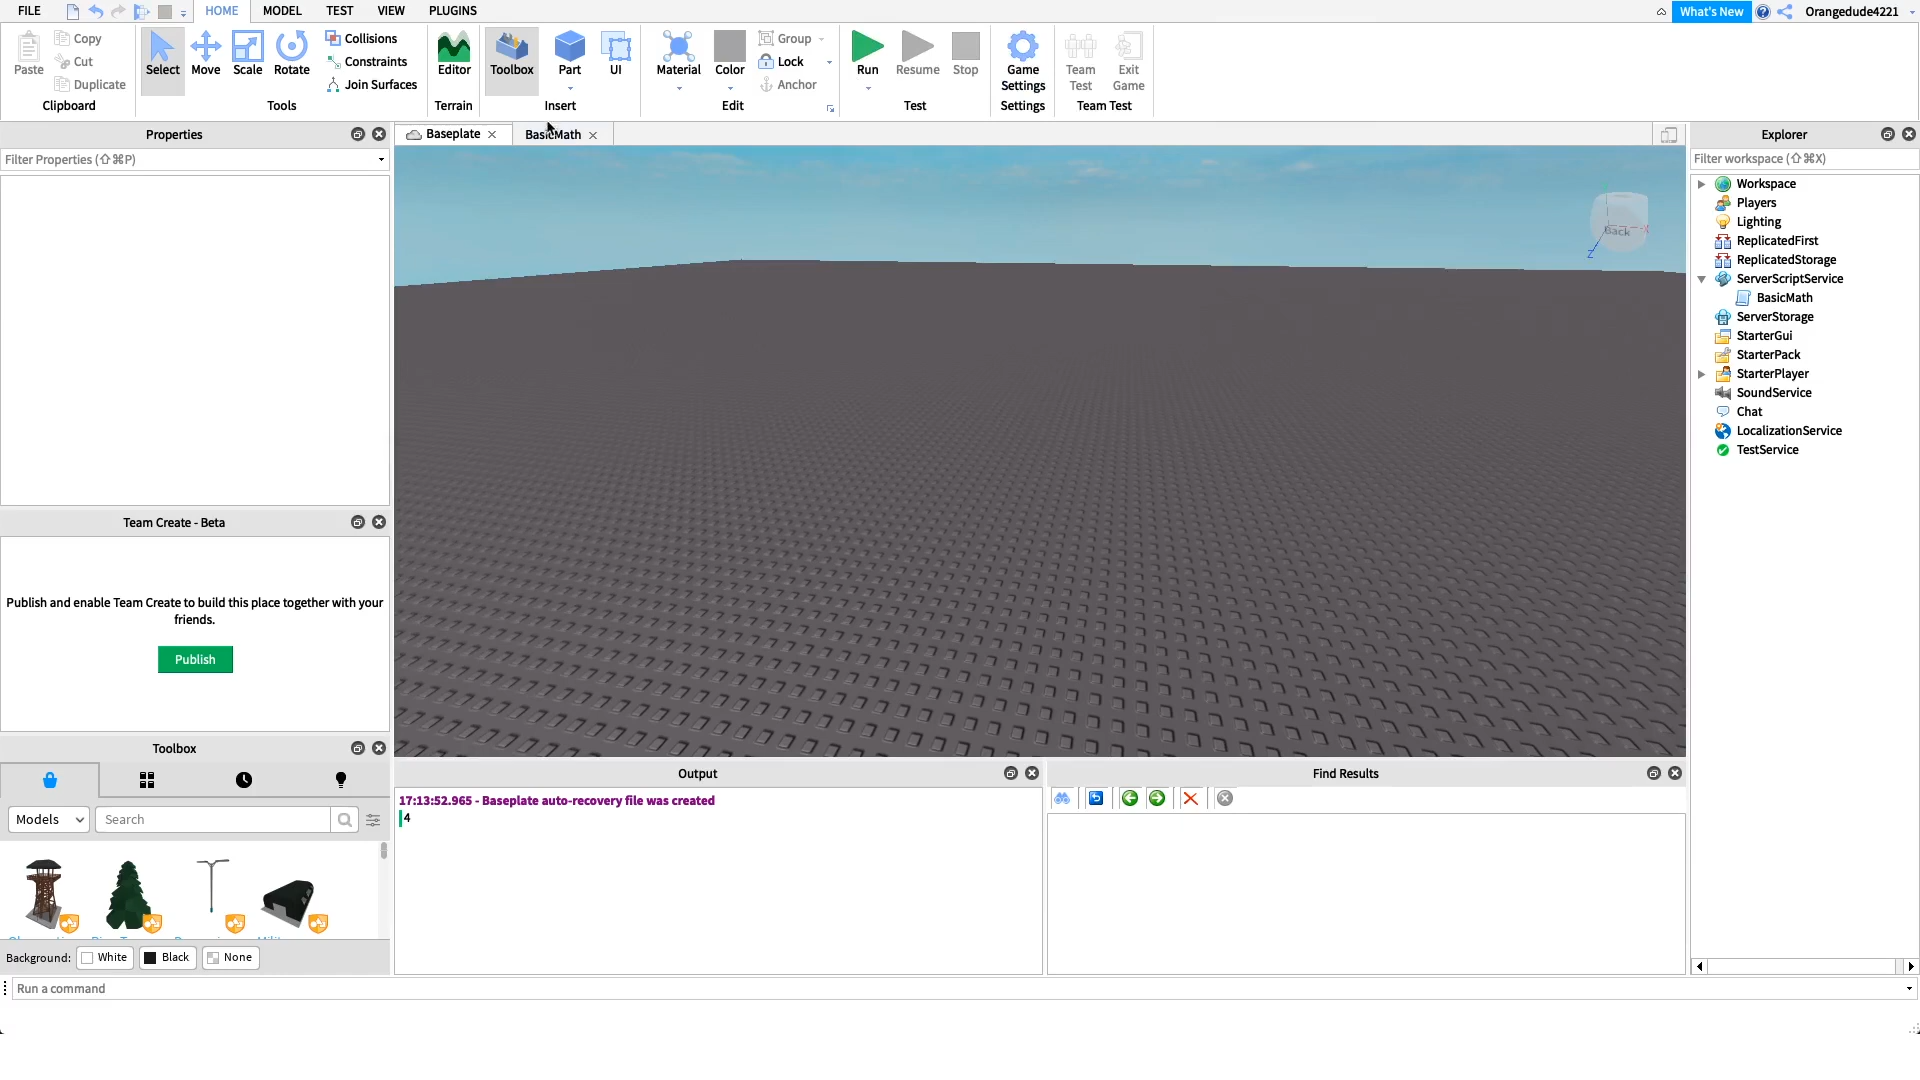 FILE HOME MODEL TEST VIEW PLUGINS What's New Orangedude4221
Paste Copy Cut Duplicate Clipboard
Select Move Scale Rotate Collisions Constraints Join Surfaces Tools
Editor Terrain
Toolbox Part UI Insert
Material Color Group Lock Anchor Edit
Run Resume Stop Test
Game Settings Settings
Team Test Exit Game Team Test
Properties
Filter Properties (⇧⌘P)
Team Create - Beta
Publish and enable Team Create to build this place together with your
friends.
Publish
Toolbox
Models Search
Background: White Black None
Baseplate BasicMath
Back
X
Z
Output
17:13:52.965 - Baseplate auto-recovery file was created
4
Find Results
Explorer
Filter workspace (⇧⌘X)
Workspace
Players
Lighting
ReplicatedFirst
ReplicatedStorage
ServerScriptService
BasicMath
ServerStorage
StarterGui
StarterPack
StarterPlayer
SoundService
Chat
LocalizationService
TestService
Run a command